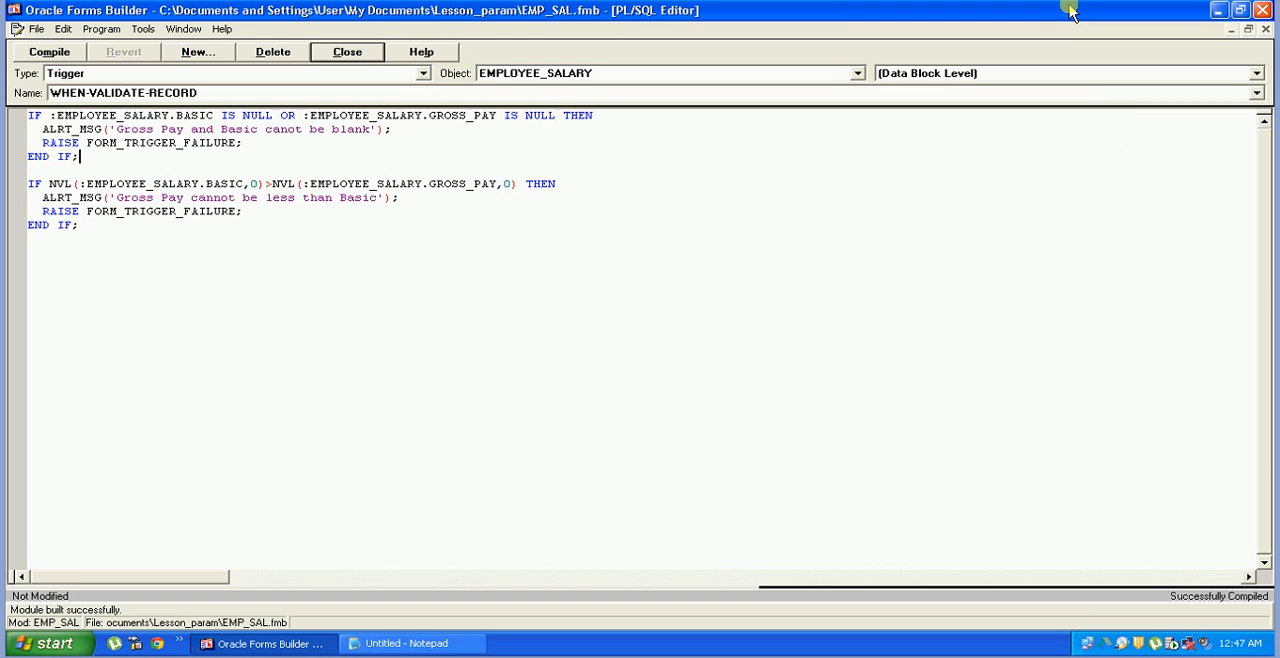 Oracle Forms Builder - C:\Documents and Settings\User\My Documents\Lesson_param\EMP_SAL.fmb - [PL/SQL Editor]
File Edit Program Tools Window Help
Compile Revert New... Delete Close Help
Type: Trigger Object: EMPLOYEE_SALARY (Data Block Level)
Name: WHEN-VALIDATE-RECORD
IF :EMPLOYEE_SALARY.BASIC IS NULL OR :EMPLOYEE_SALARY.GROSS_PAY IS NULL THEN
ALRT_MSG('Gross Pay and Basic canot be blank');
RAISE FORM_TRIGGER_FAILURE;
END IF;
IF NVL(:EMPLOYEE_SALARY.BASIC,0)>NVL(:EMPLOYEE_SALARY.GROSS_PAY,0) THEN
ALRT_MSG('Gross Pay cannot be less than Basic');
RAISE FORM_TRIGGER_FAILURE;
END IF;
Not Modified Successfully Compiled
Module built successfully.
Mod: EMP_SAL File: ocuments\Lesson_param\EMP_SAL.fmb
start Oracle Forms Builder ... Untitled - Notepad 12:47 AM